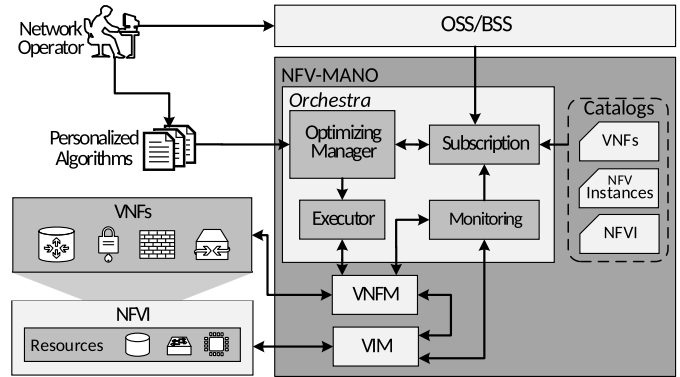 Network
Operator
OSS/BSS
NFV-MANO
Orchestra
Catalogs
Personalized
Algorithms
Optimizing
Manager
Subscription
VNFs
NFV
Instances
NFVI
Executor
Monitoring
VNFs
VNFM
NFVI
Resources
VIM